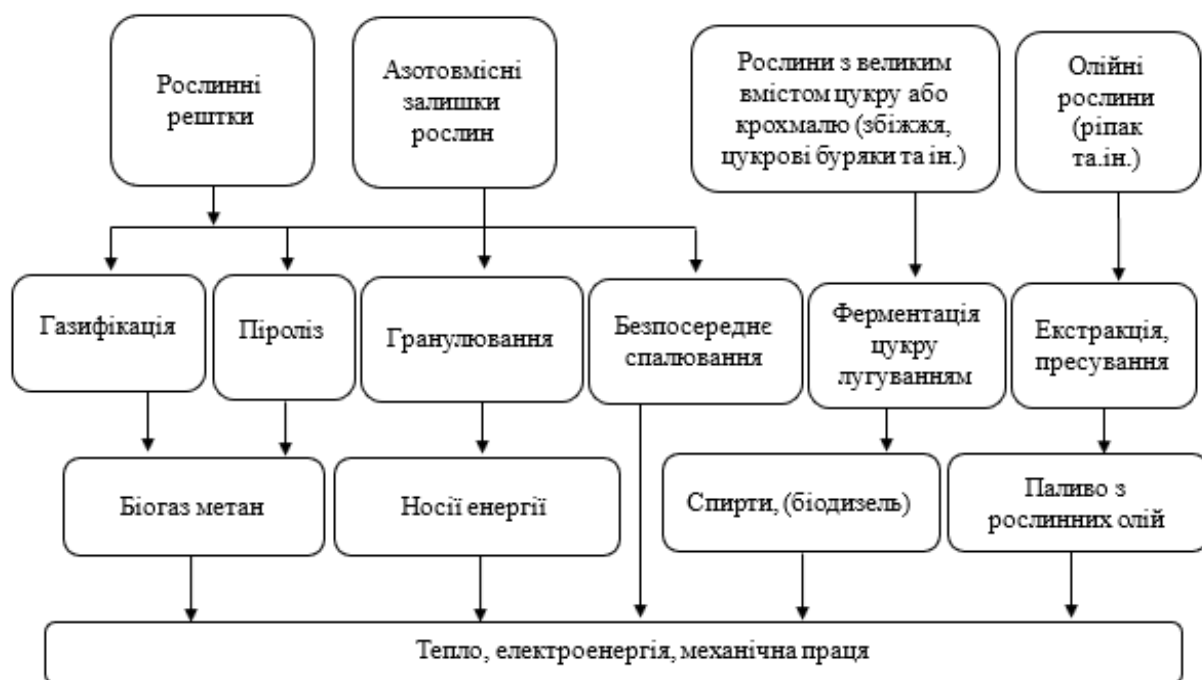 Рослинні
рештки
Азотовмісні
залишки
рослин
Рослини з великим
вмістом цукру або
крохмалю (збіжжя,
цукрові буряки та ін.)
Олійні
рослини
(ріпак
та.ін.)
Газифікація
Піроліз
Гранулювання
Безпосереднє
спалювання
Ферментація
цукру
лугуванням
Екстракція,
пресування
Біогаз метан
Носії енергії
Спирти, (біодизель)
Паливо з
рослинних олій
Тепло, електроенергія, механічна праця